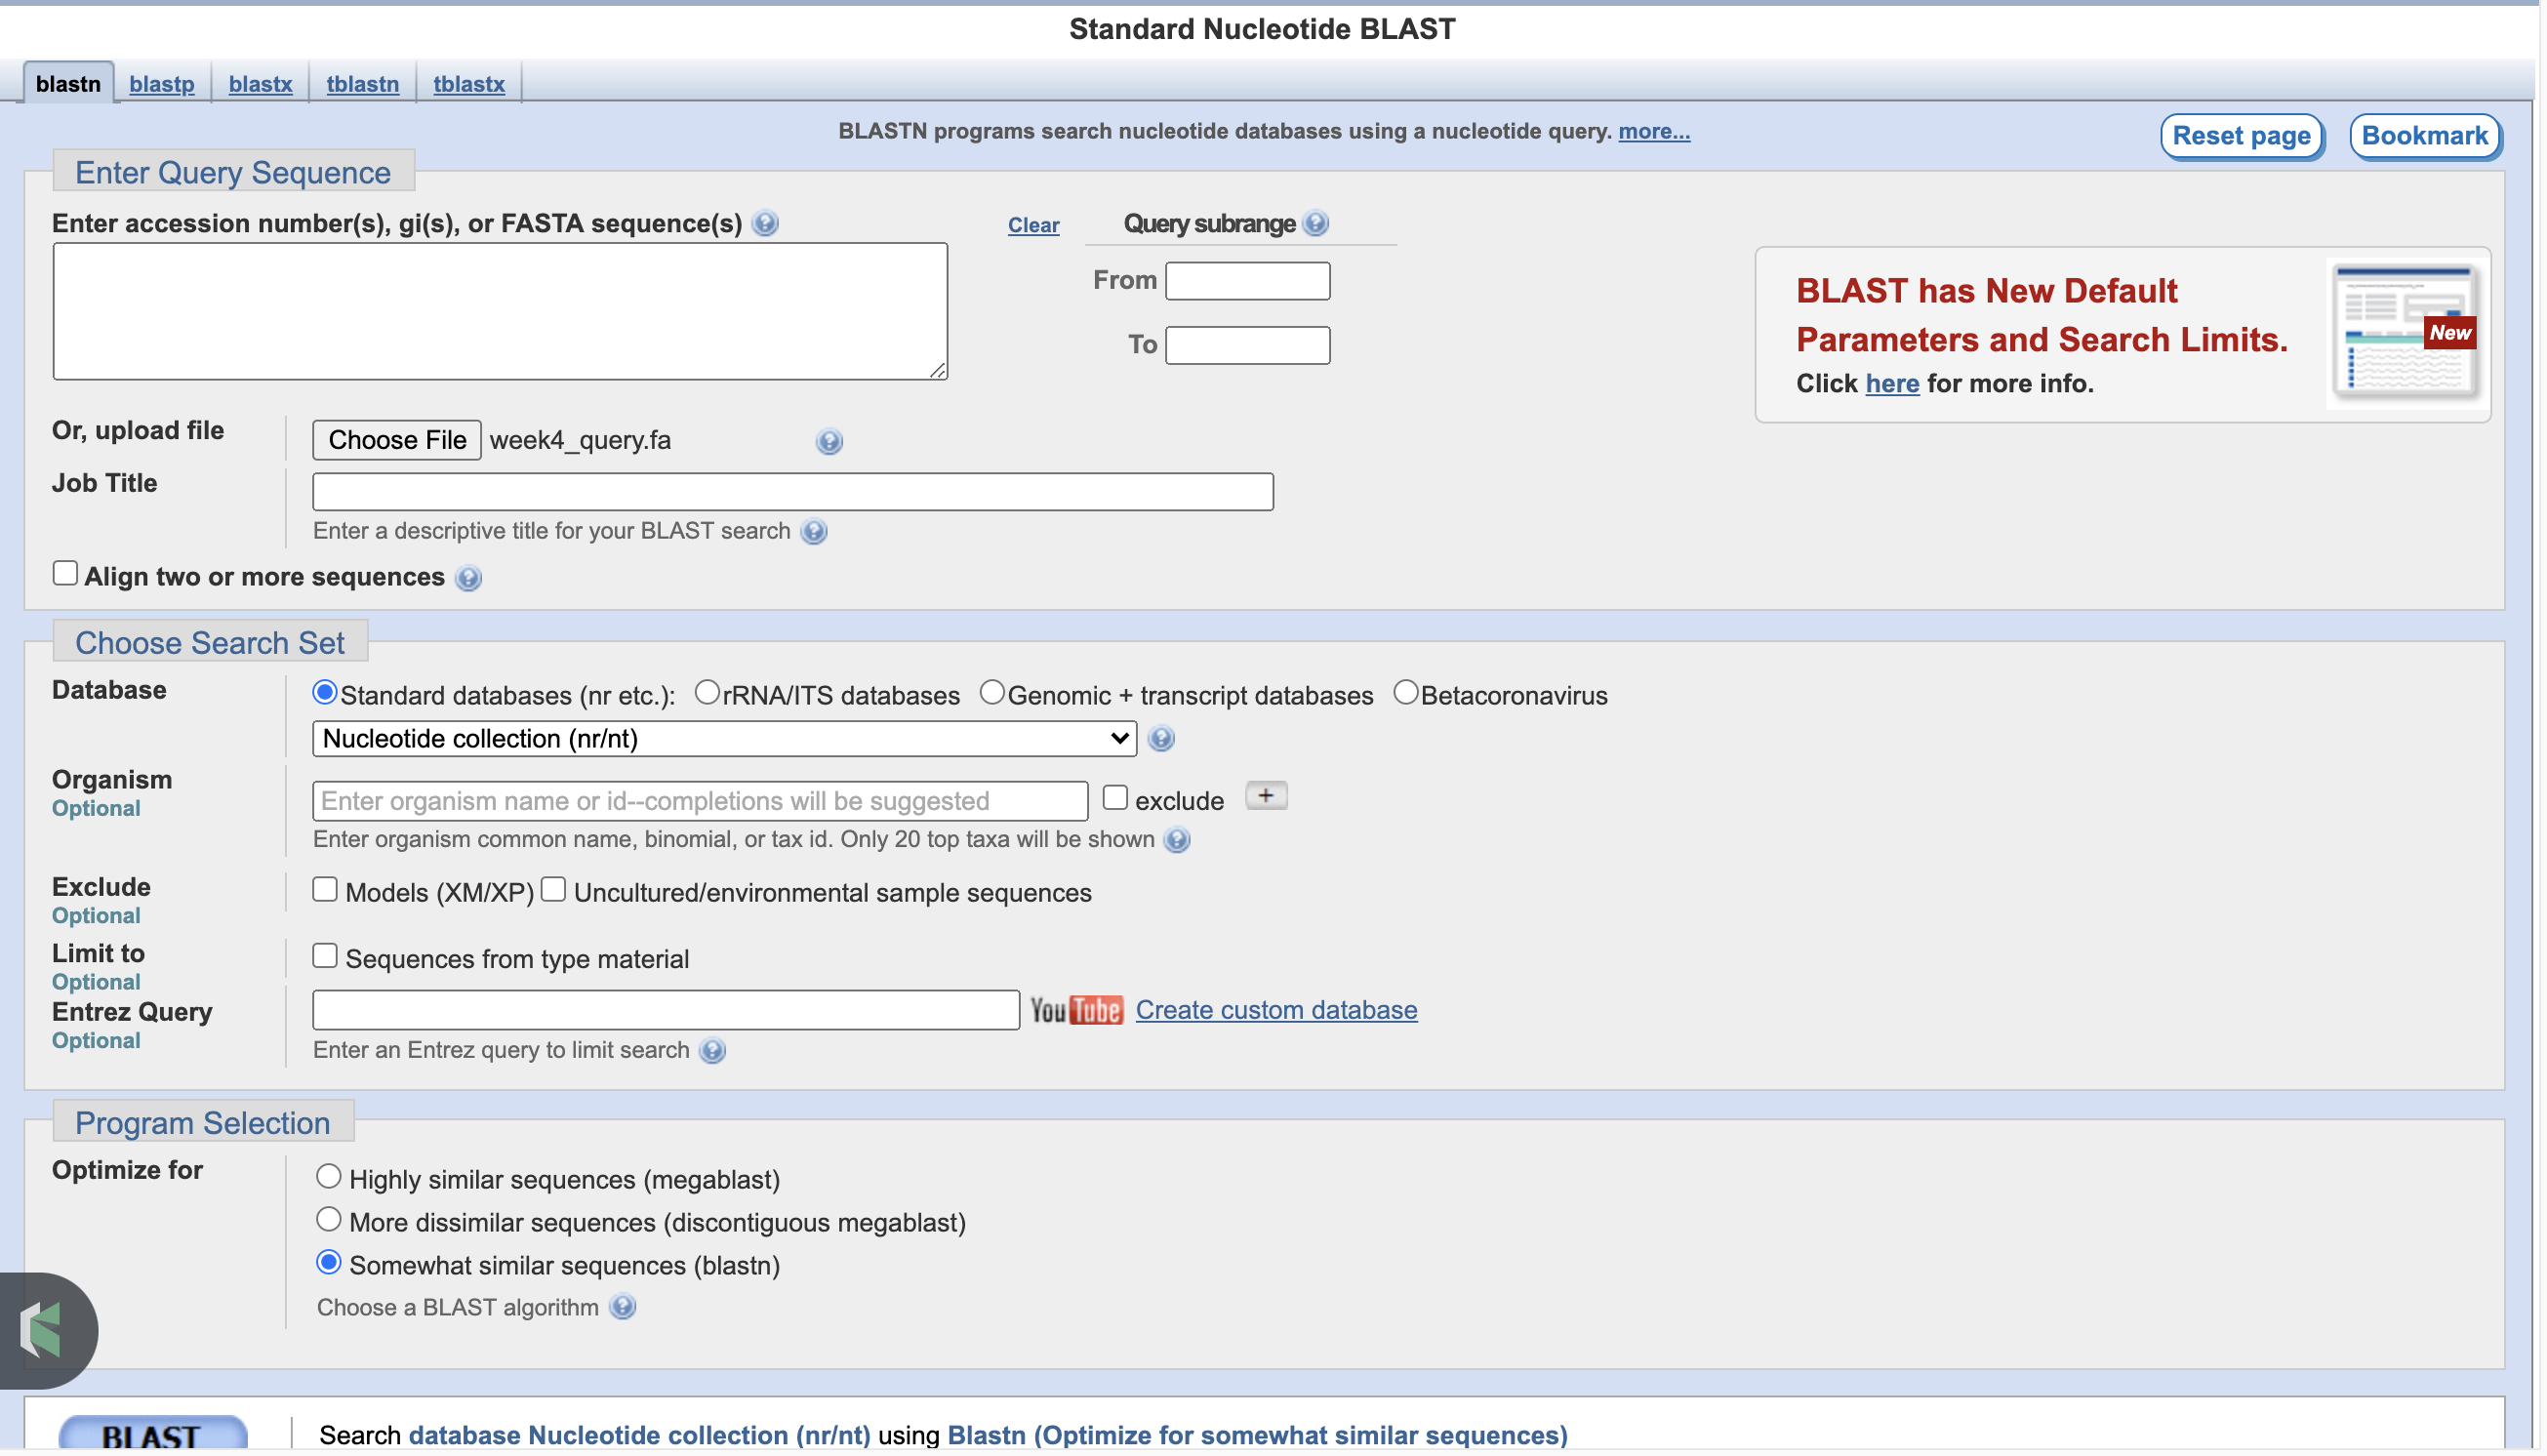 Standard Nucleotide BLAST
blastn blastp blastx tblastn tblastx
BLASTN programs search nucleotide databases using a nucleotide query. more...
Reset page
Bookmark
Enter Query Sequence
Enter accession number(s), gi(s), or FASTA sequence(s)
Clear
Query subrange
From
To
BLAST has New Default
Parameters and Search Limits.
Click here for more info.
New
Or, upload file
Choose File week4_query.fa
Job Title
Enter a descriptive title for your BLAST search
Align two or more sequences
Choose Search Set
Database
Standard databases (nr etc.): rRNA/ITS databases Genomic + transcript databases Betacoronavirus
Nucleotide collection (nr/nt)
Organism
Optional
Enter organism name or id--completions will be suggested
exclude
+
Enter organism common name, binomial, or tax id. Only 20 top taxa will be shown
Exclude
Optional
Models (XM/XP) Uncultured/environmental sample sequences
Limit to
Optional
Sequences from type material
Entrez Query
Optional
YouTube Create custom database
Enter an Entrez query to limit search
Program Selection
Optimize for
Highly similar sequences (megablast)
More dissimilar sequences (discontiguous megablast)
Somewhat similar sequences (blastn)
Choose a BLAST algorithm
BLAST
Search database Nucleotide collection (nr/nt) using Blastn (Optimize for somewhat similar sequences)